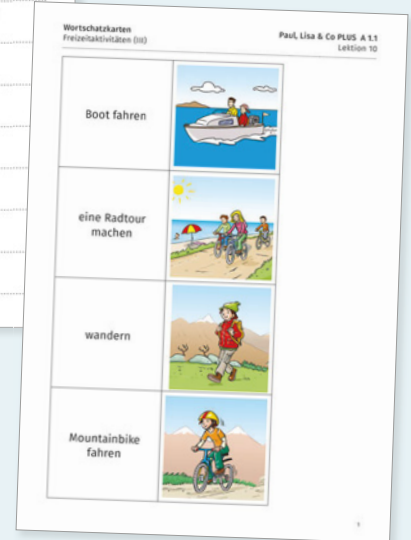 Wortschatzkarten
Freizeitaktivitäten (III)
Paul, Lisa & Co PLUS A 1.1
Lektion 10
Boot fahren
eine Radtour
machen
wandern
Mountainbike
fahren